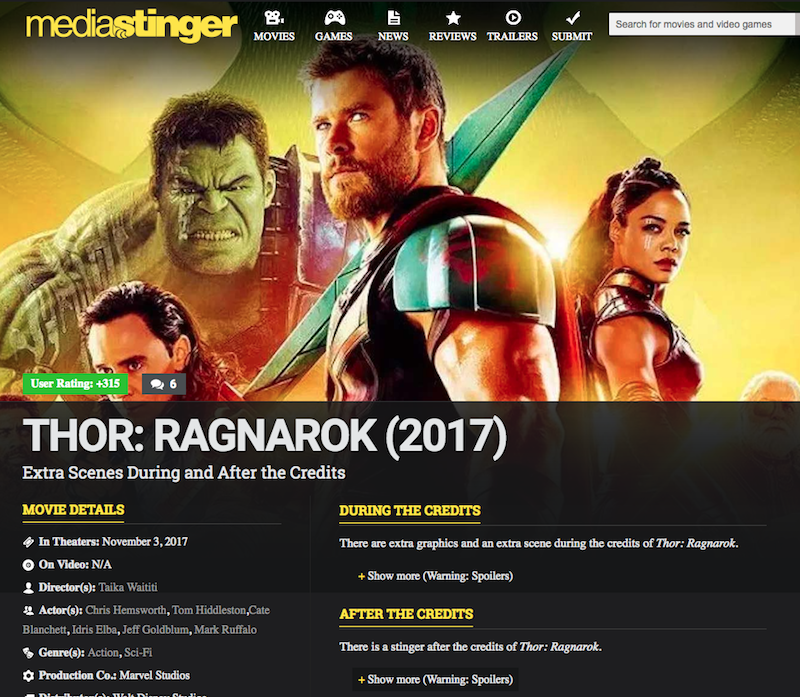 mediastinger
MOVIES
GAMES
NEWS
REVIEWS
TRAILERS
SUBMIT
Search for movies and video games
User Rating: +315
6
THOR: RAGNAROK (2017)
Extra Scenes During and After the Credits
MOVIE DETAILS
In Theaters: November 3, 2017
On Video: N/A
Director(s): Taika Waititi
Actor(s): Chris Hemsworth, Tom Hiddleston,Cate
Blanchett, Idris Elba, Jeff Goldblum, Mark Ruffalo
Genre(s): Action, Sci-Fi
Production Co.: Marvel Studios
Distributor(s): Walt Disney Studios
DURING THE CREDITS
There are extra graphics and an extra scene during the credits of Thor: Ragnarok.
+ Show more (Warning: Spoilers)
AFTER THE CREDITS
There is a stinger after the credits of Thor: Ragnarok.
+ Show more (Warning: Spoilers)